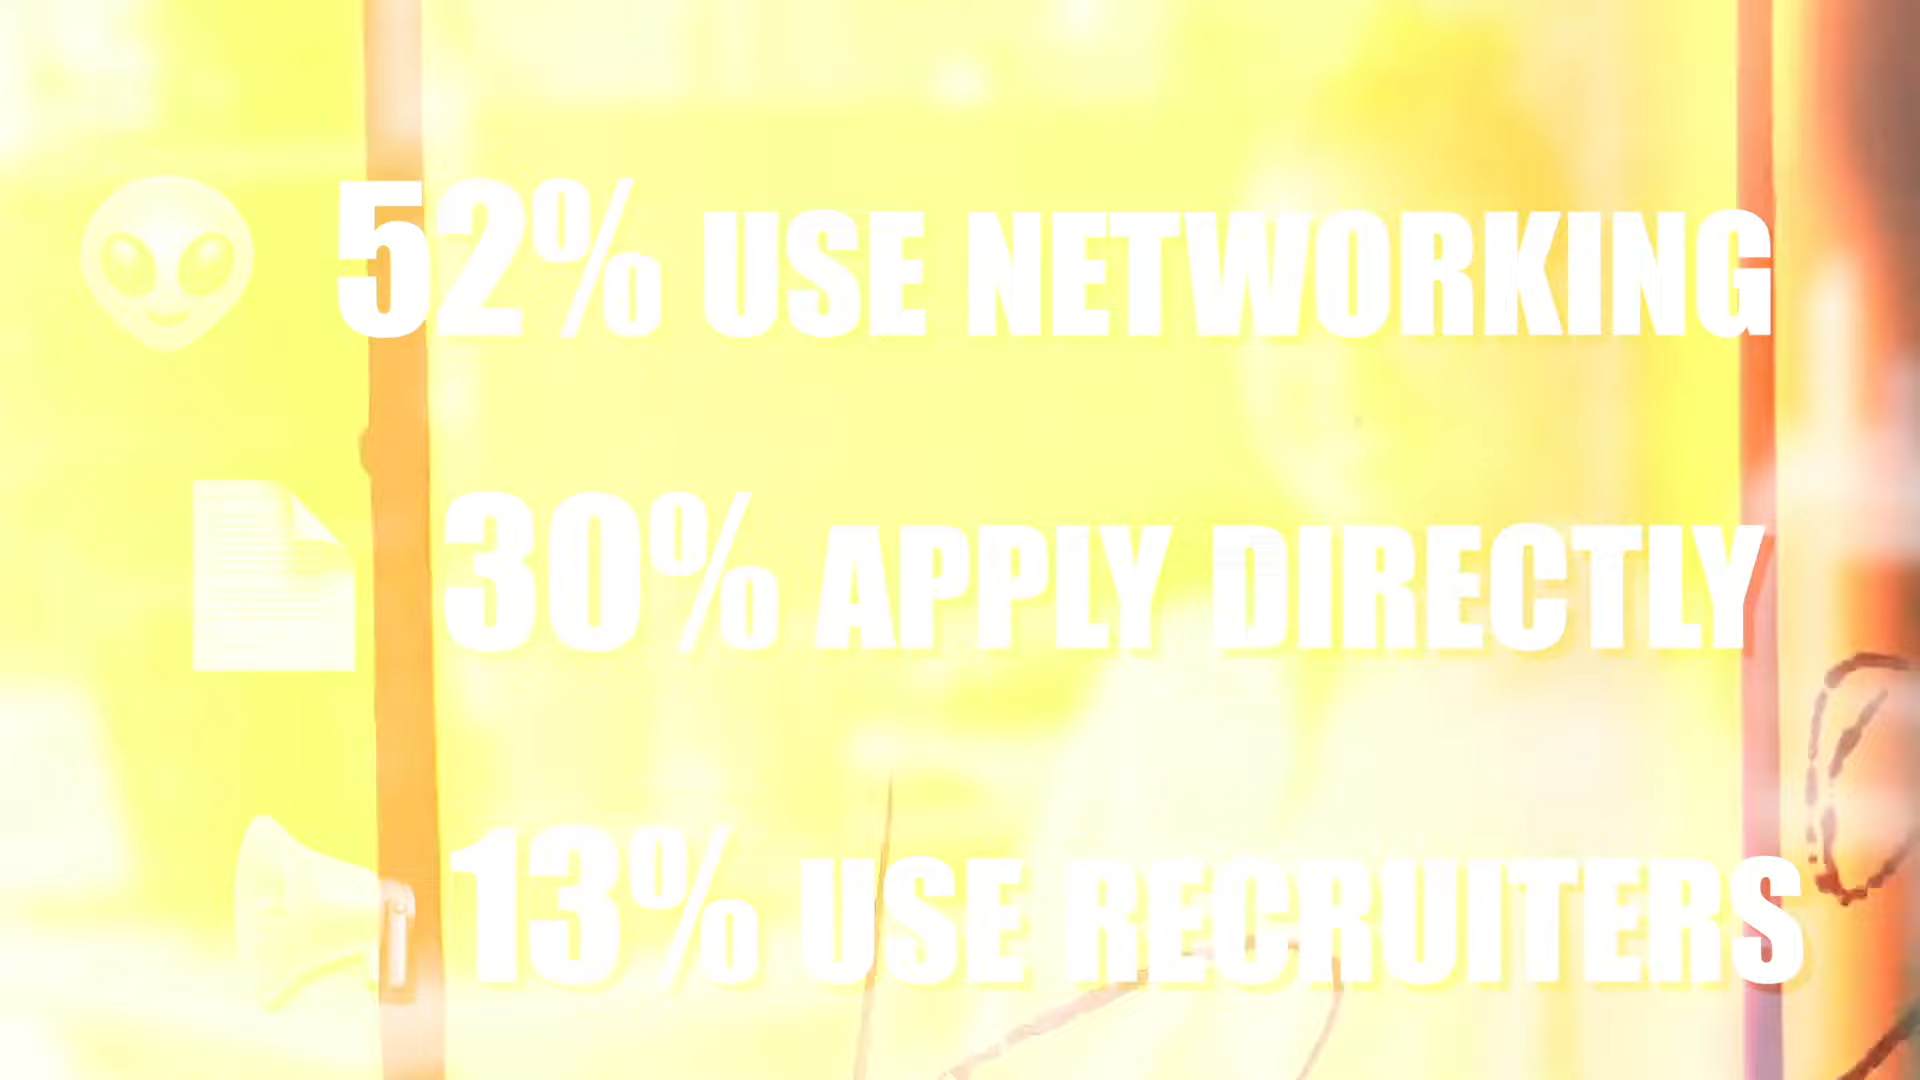 52% USE NETWORKING
30% APPLY DIRECTLY
13% USE RECRUITERS